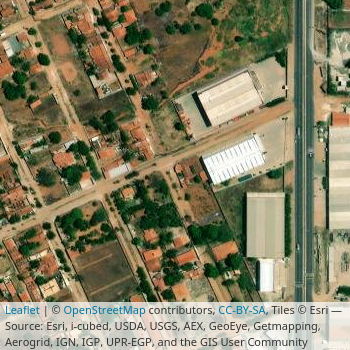 Leaflet | © OpenStreetMap contributors, CC-BY-SA, Tiles © Esri —
Source: Esri, i-cubed, USDA, USGS, AEX, GeoEye, Getmapping,
Aerogrid, IGN, IGP, UPR-EGP, and the GIS User Community